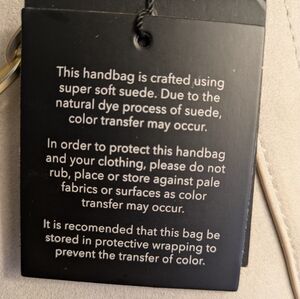 This handbag is crafted using
super soft suede. Due to the
natural dye process of suede,
color transfer may occur.
In order to protect this handbag
and your clothing, please do not
rub, place or store against pale
fabrics or surfaces as color
transfer may occur.
It is recomended that this bag be
stored in protective wrapping to
prevent the transfer of color.